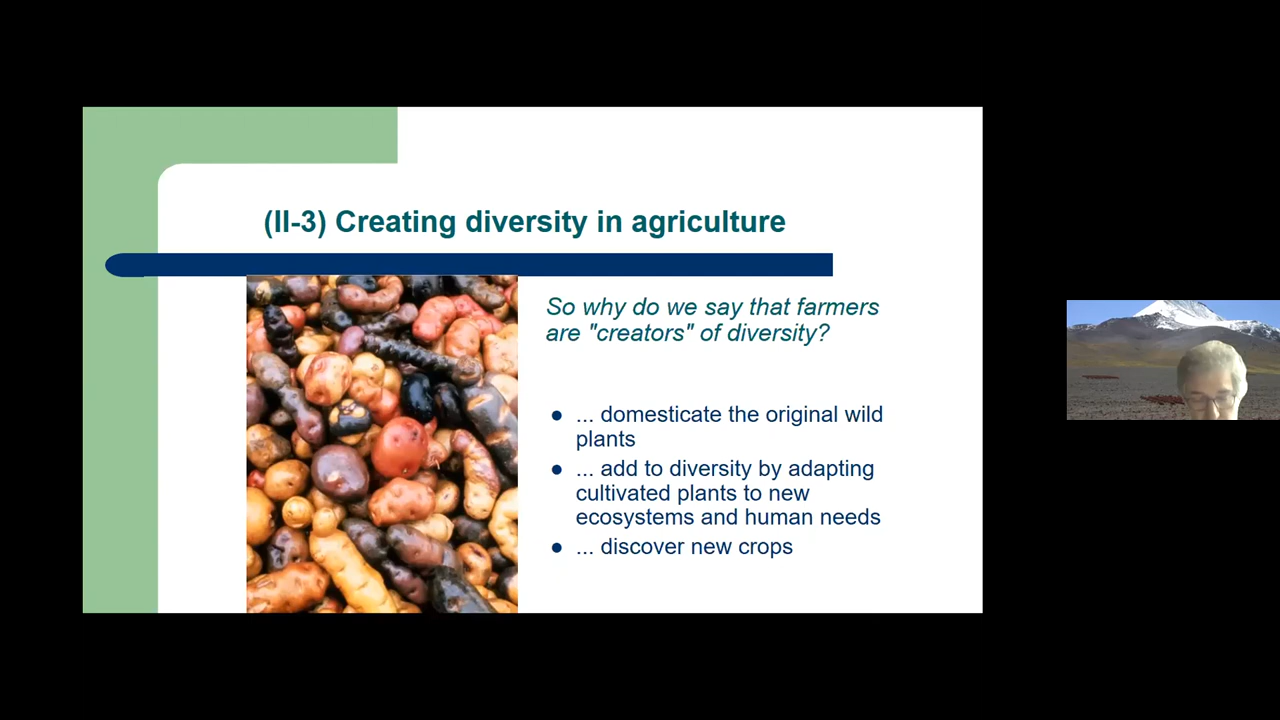 (II-3) Creating diversity in agriculture
So why do we say that farmers
are "creators" of diversity?
● ... domesticate the original wild
plants
● ... add to diversity by adapting
cultivated plants to new
ecosystems and human needs
● ... discover new crops